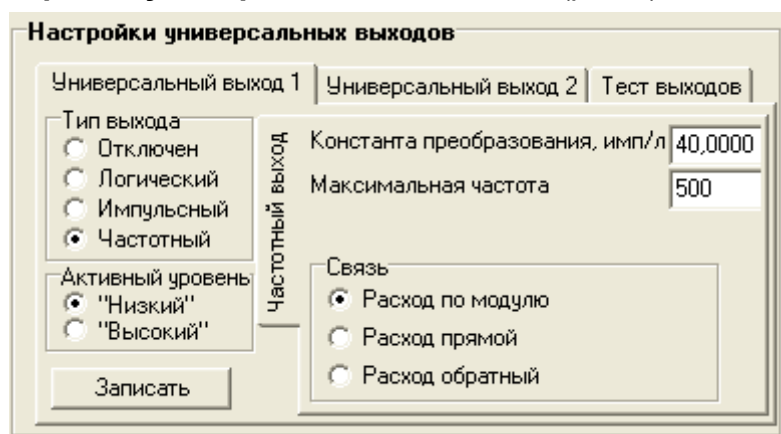 Настройки универсальных выходов
Универсальный выход 1
Универсальный выход 2
Тест выходов
Тип выхода
Отключен
Логический
Импульсный
Частотный
Активный уровень
"Низкий"
"Высокий"
Записать
Частотный выход
Константа преобразования, имп/л
40,0000
Максимальная частота
500
Связь
Расход по модулю
Расход прямой
Расход обратный